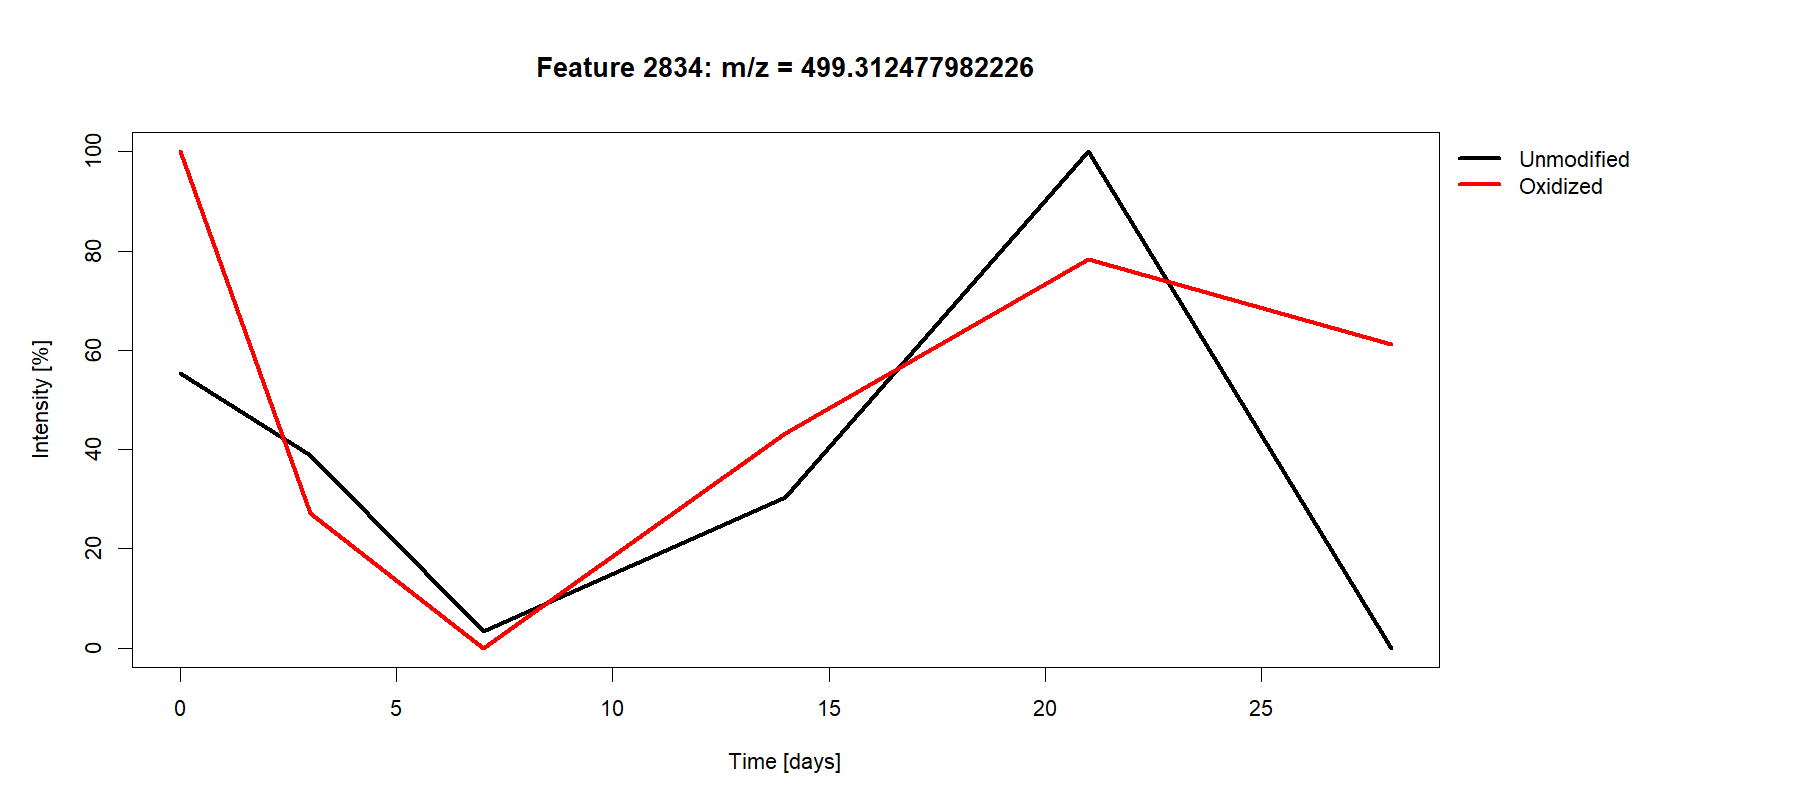 Feature 2834: m/z = 499.312477982226
Unmodified
Oxidized
Intensity [%]
100
80
60
40
20
0
0 5 10 15 20 25
Time [days]